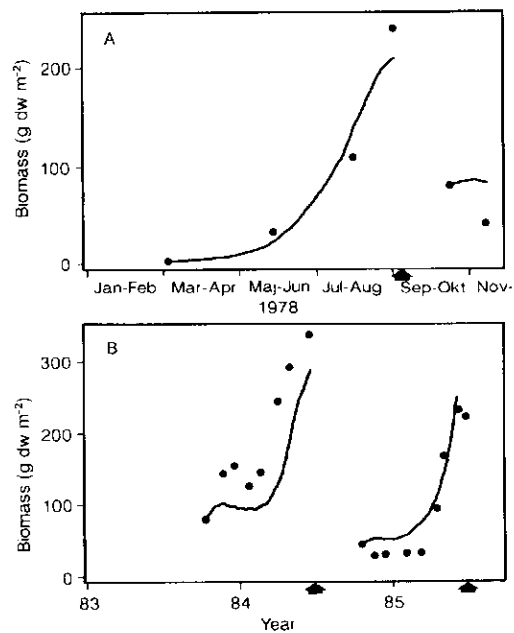 A
Biomass (g dw m⁻²)
200
100
0
Jan-Feb Mar-Apr Maj-Jun Jul-Aug Sep-Okt Nov-
1978
B
Biomass (g dw m⁻²)
300
200
100
0
83 84 85
Year